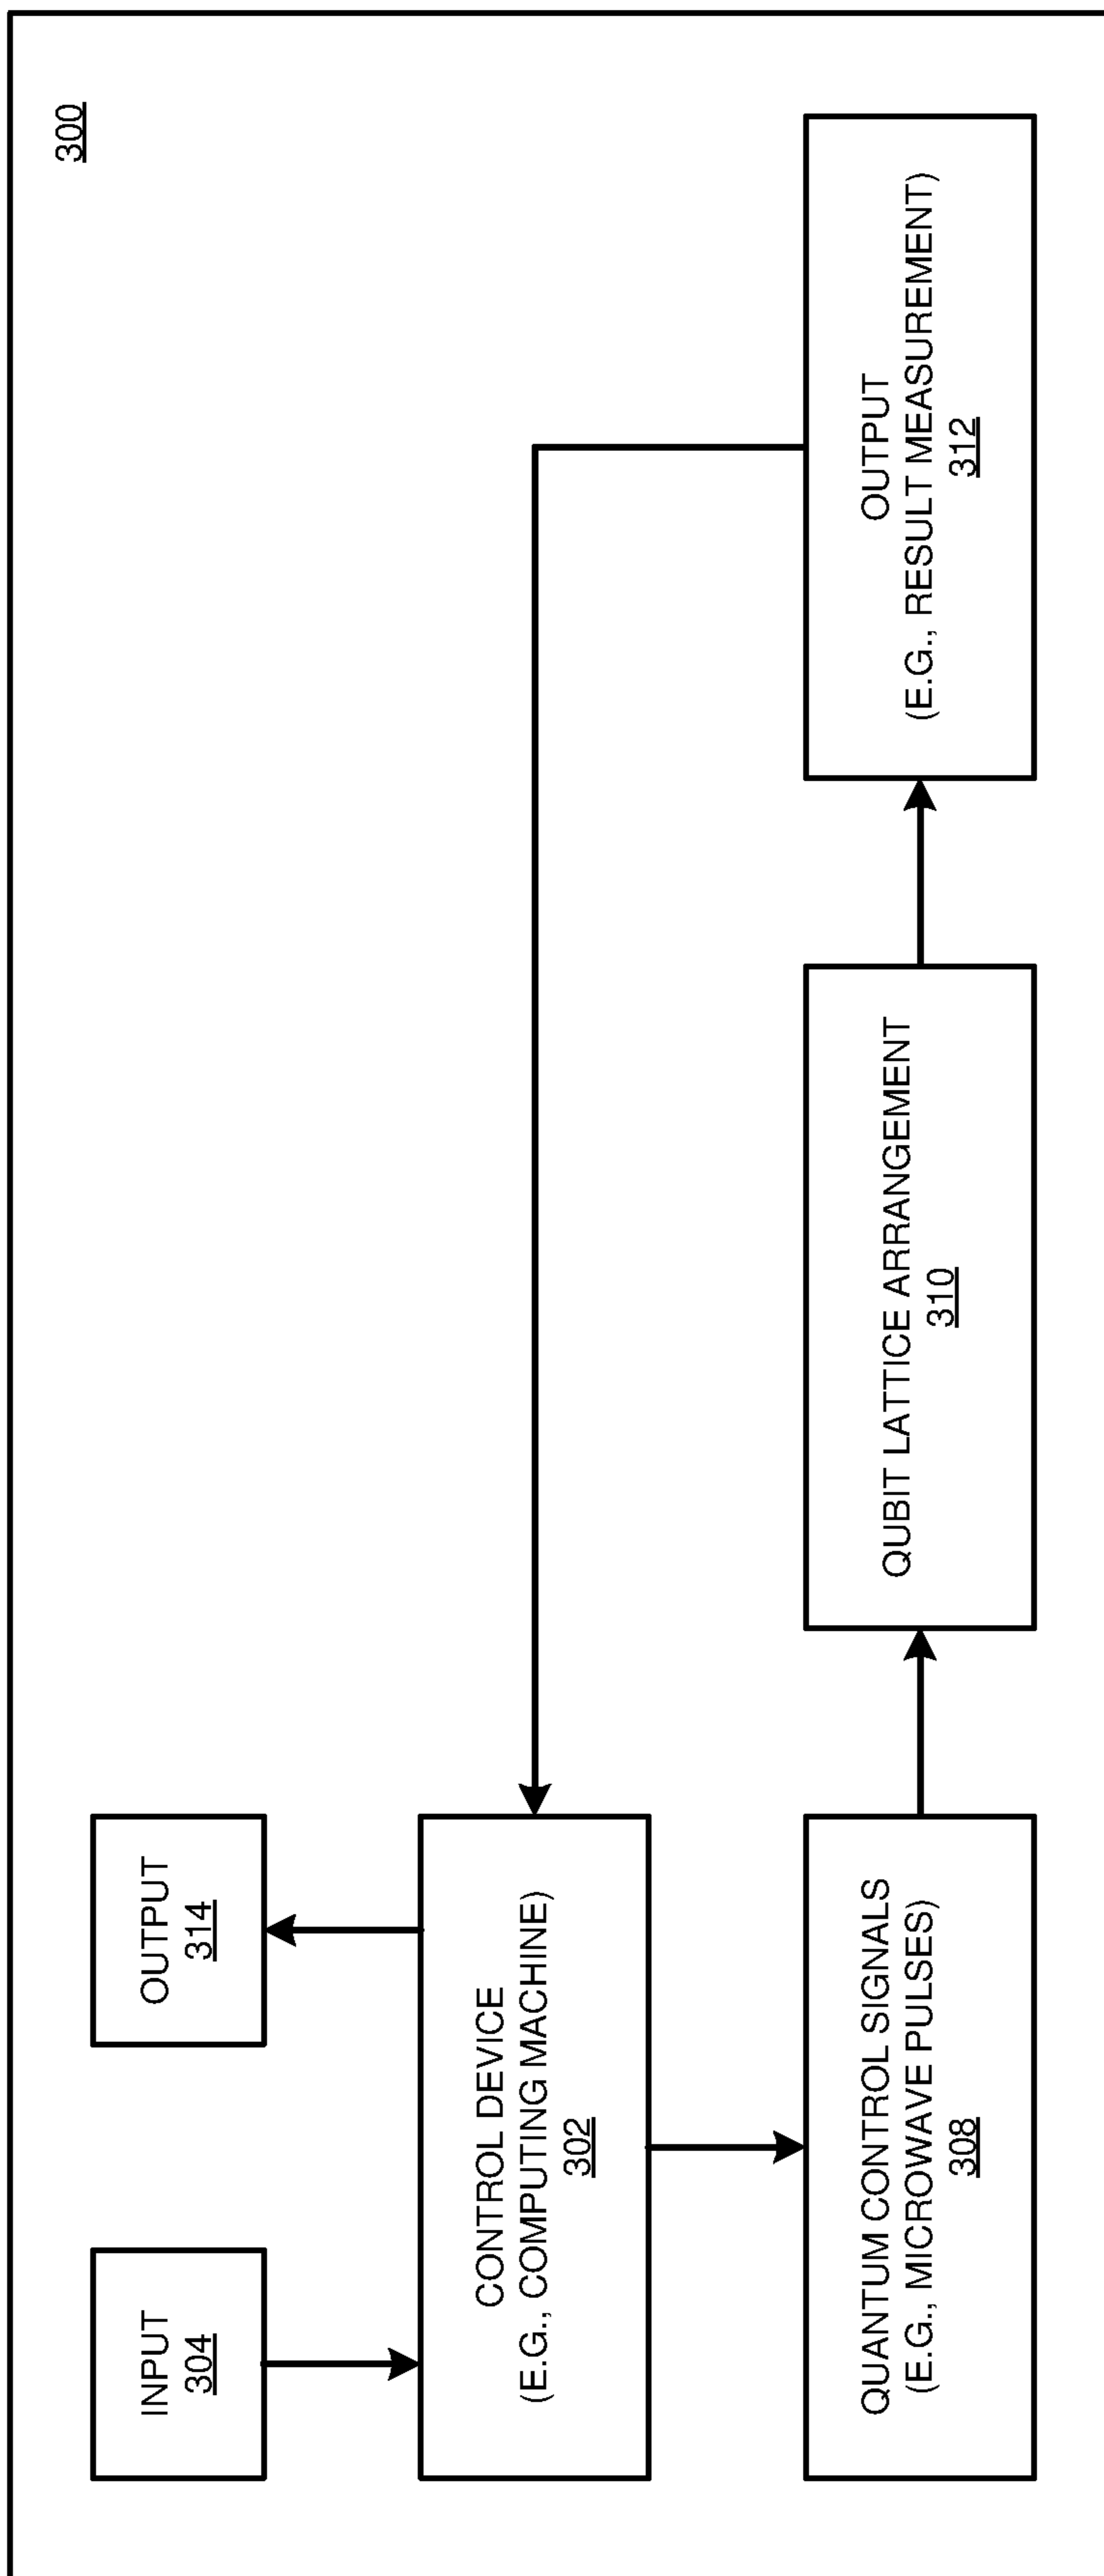 300
INPUT
304
OUTPUT
314
CONTROL DEVICE
(E.G., COMPUTING MACHINE)
302
QUANTUM CONTROL SIGNALS
(E.G., MICROWAVE PULSES)
308
QUBIT LATTICE ARRANGEMENT
310
OUTPUT
(E.G., RESULT MEASUREMENT)
312